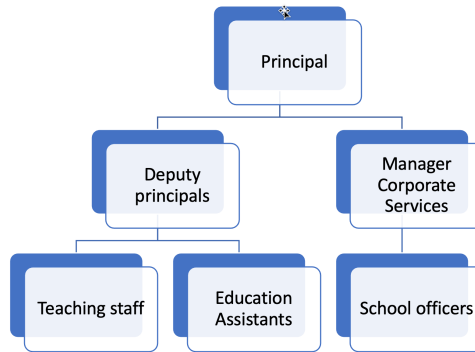 Principal
Deputy
principals
Manager
Corporate
Services
Teaching staff
Education
Assistants
School officers